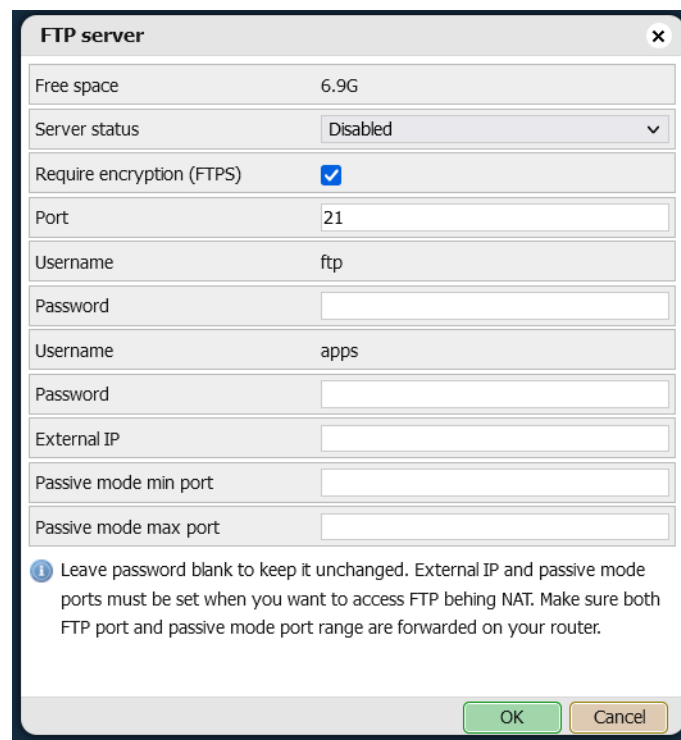 FTP server
Free space 6.9G
Server status Disabled
Require encryption (FTPS)
Port 21
Username ftp
Password
Username apps
Password
External IP
Passive mode min port
Passive mode max port
Leave password blank to keep it unchanged. External IP and passive mode
ports must be set when you want to access FTP behing NAT. Make sure both
FTP port and passive mode port range are forwarded on your router.
OK Cancel